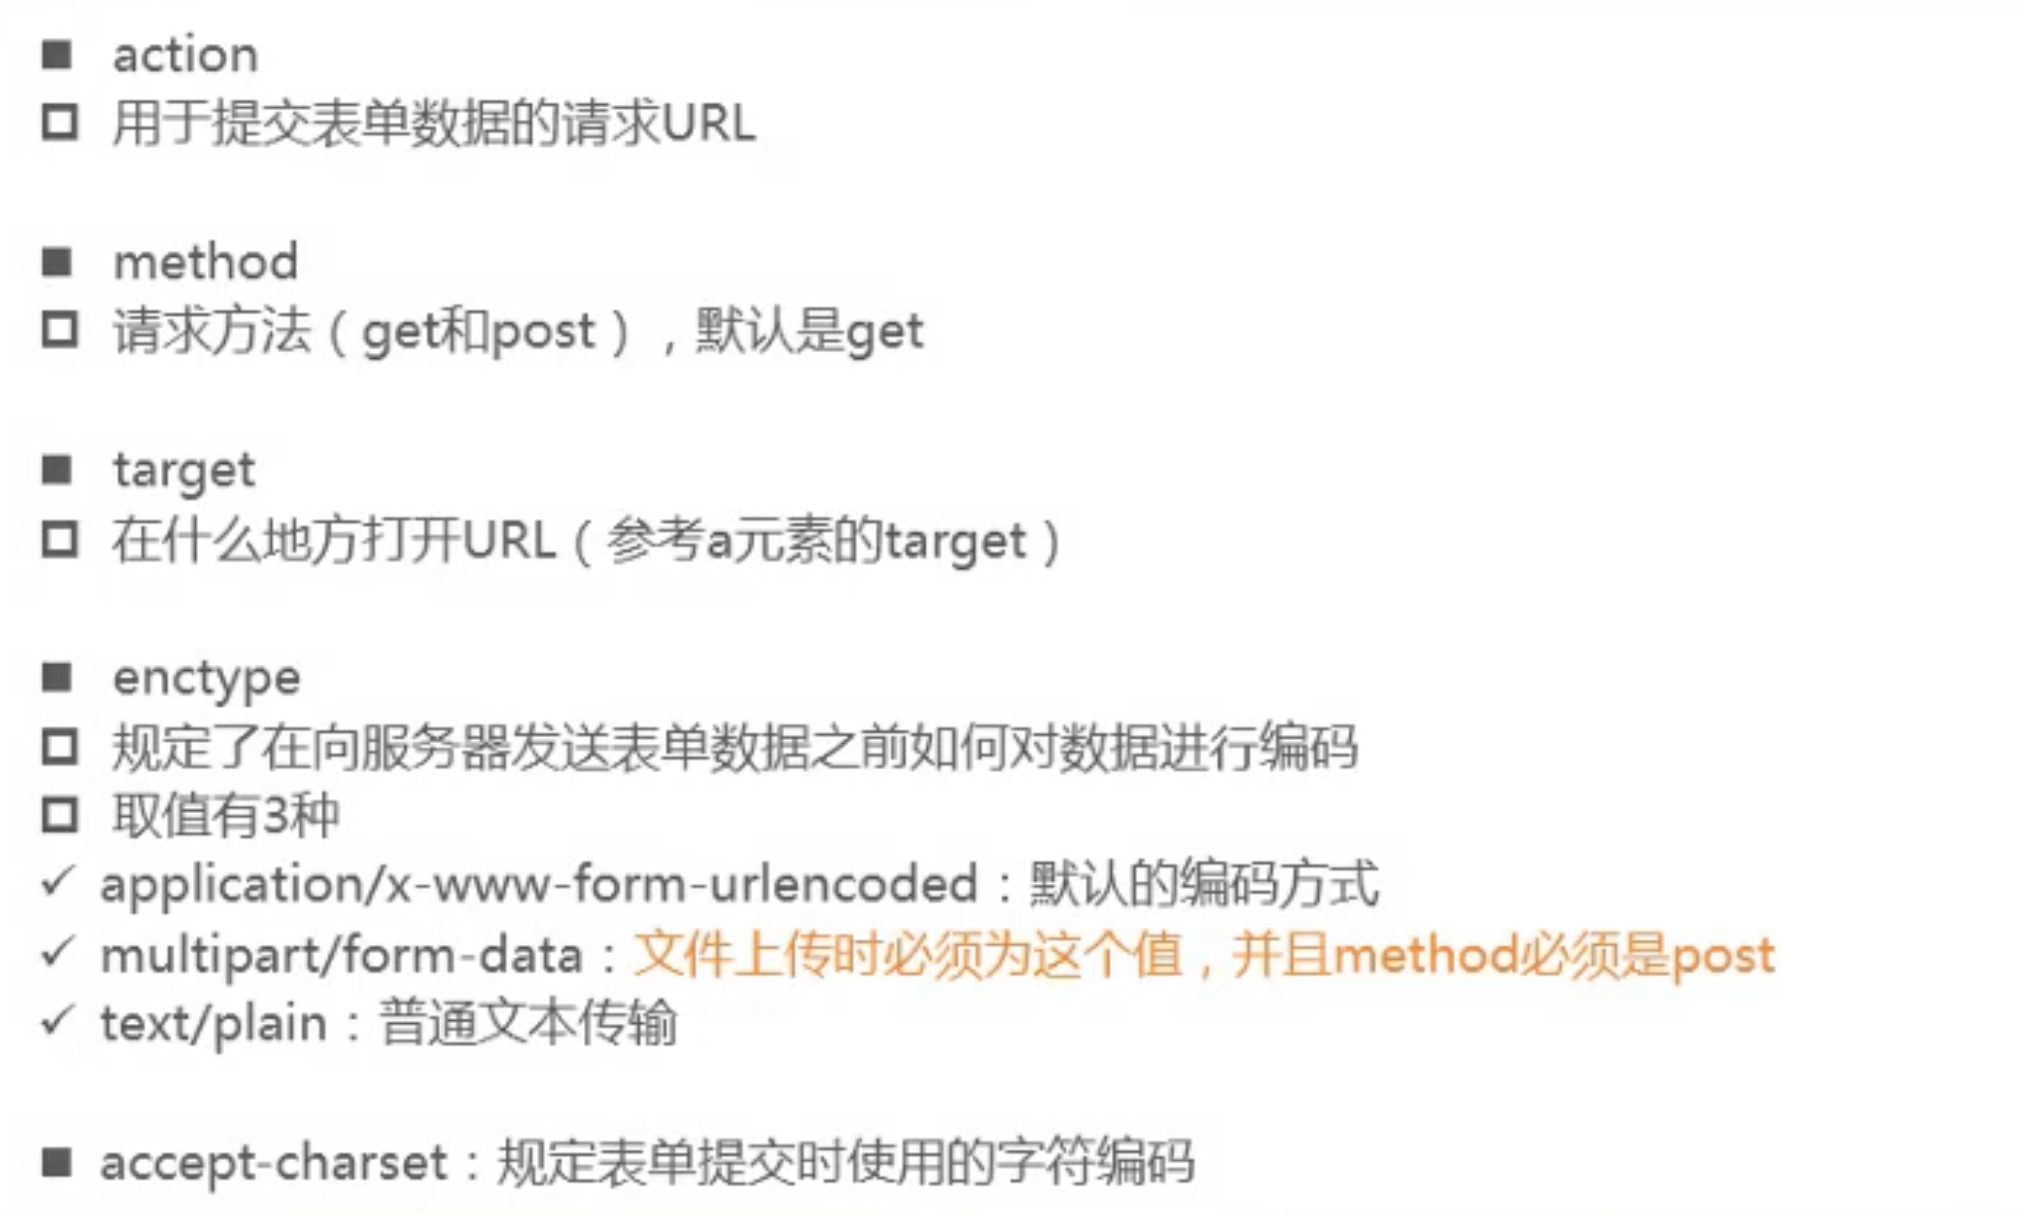 action
用于提交表单数据的请求URL
method
请求方法（get和post），默认是get
target
在什么地方打开URL（参考a元素的target）
enctype
规定了在向服务器发送表单数据之前如何对数据进行编码
取值有3种
application/x-www-form-urlencoded：默认的编码方式
multipart/form-data：文件上传时必须为这个值，并且method必须是post
text/plain：普通文本传输
accept-charset：规定表单提交时使用的字符编码